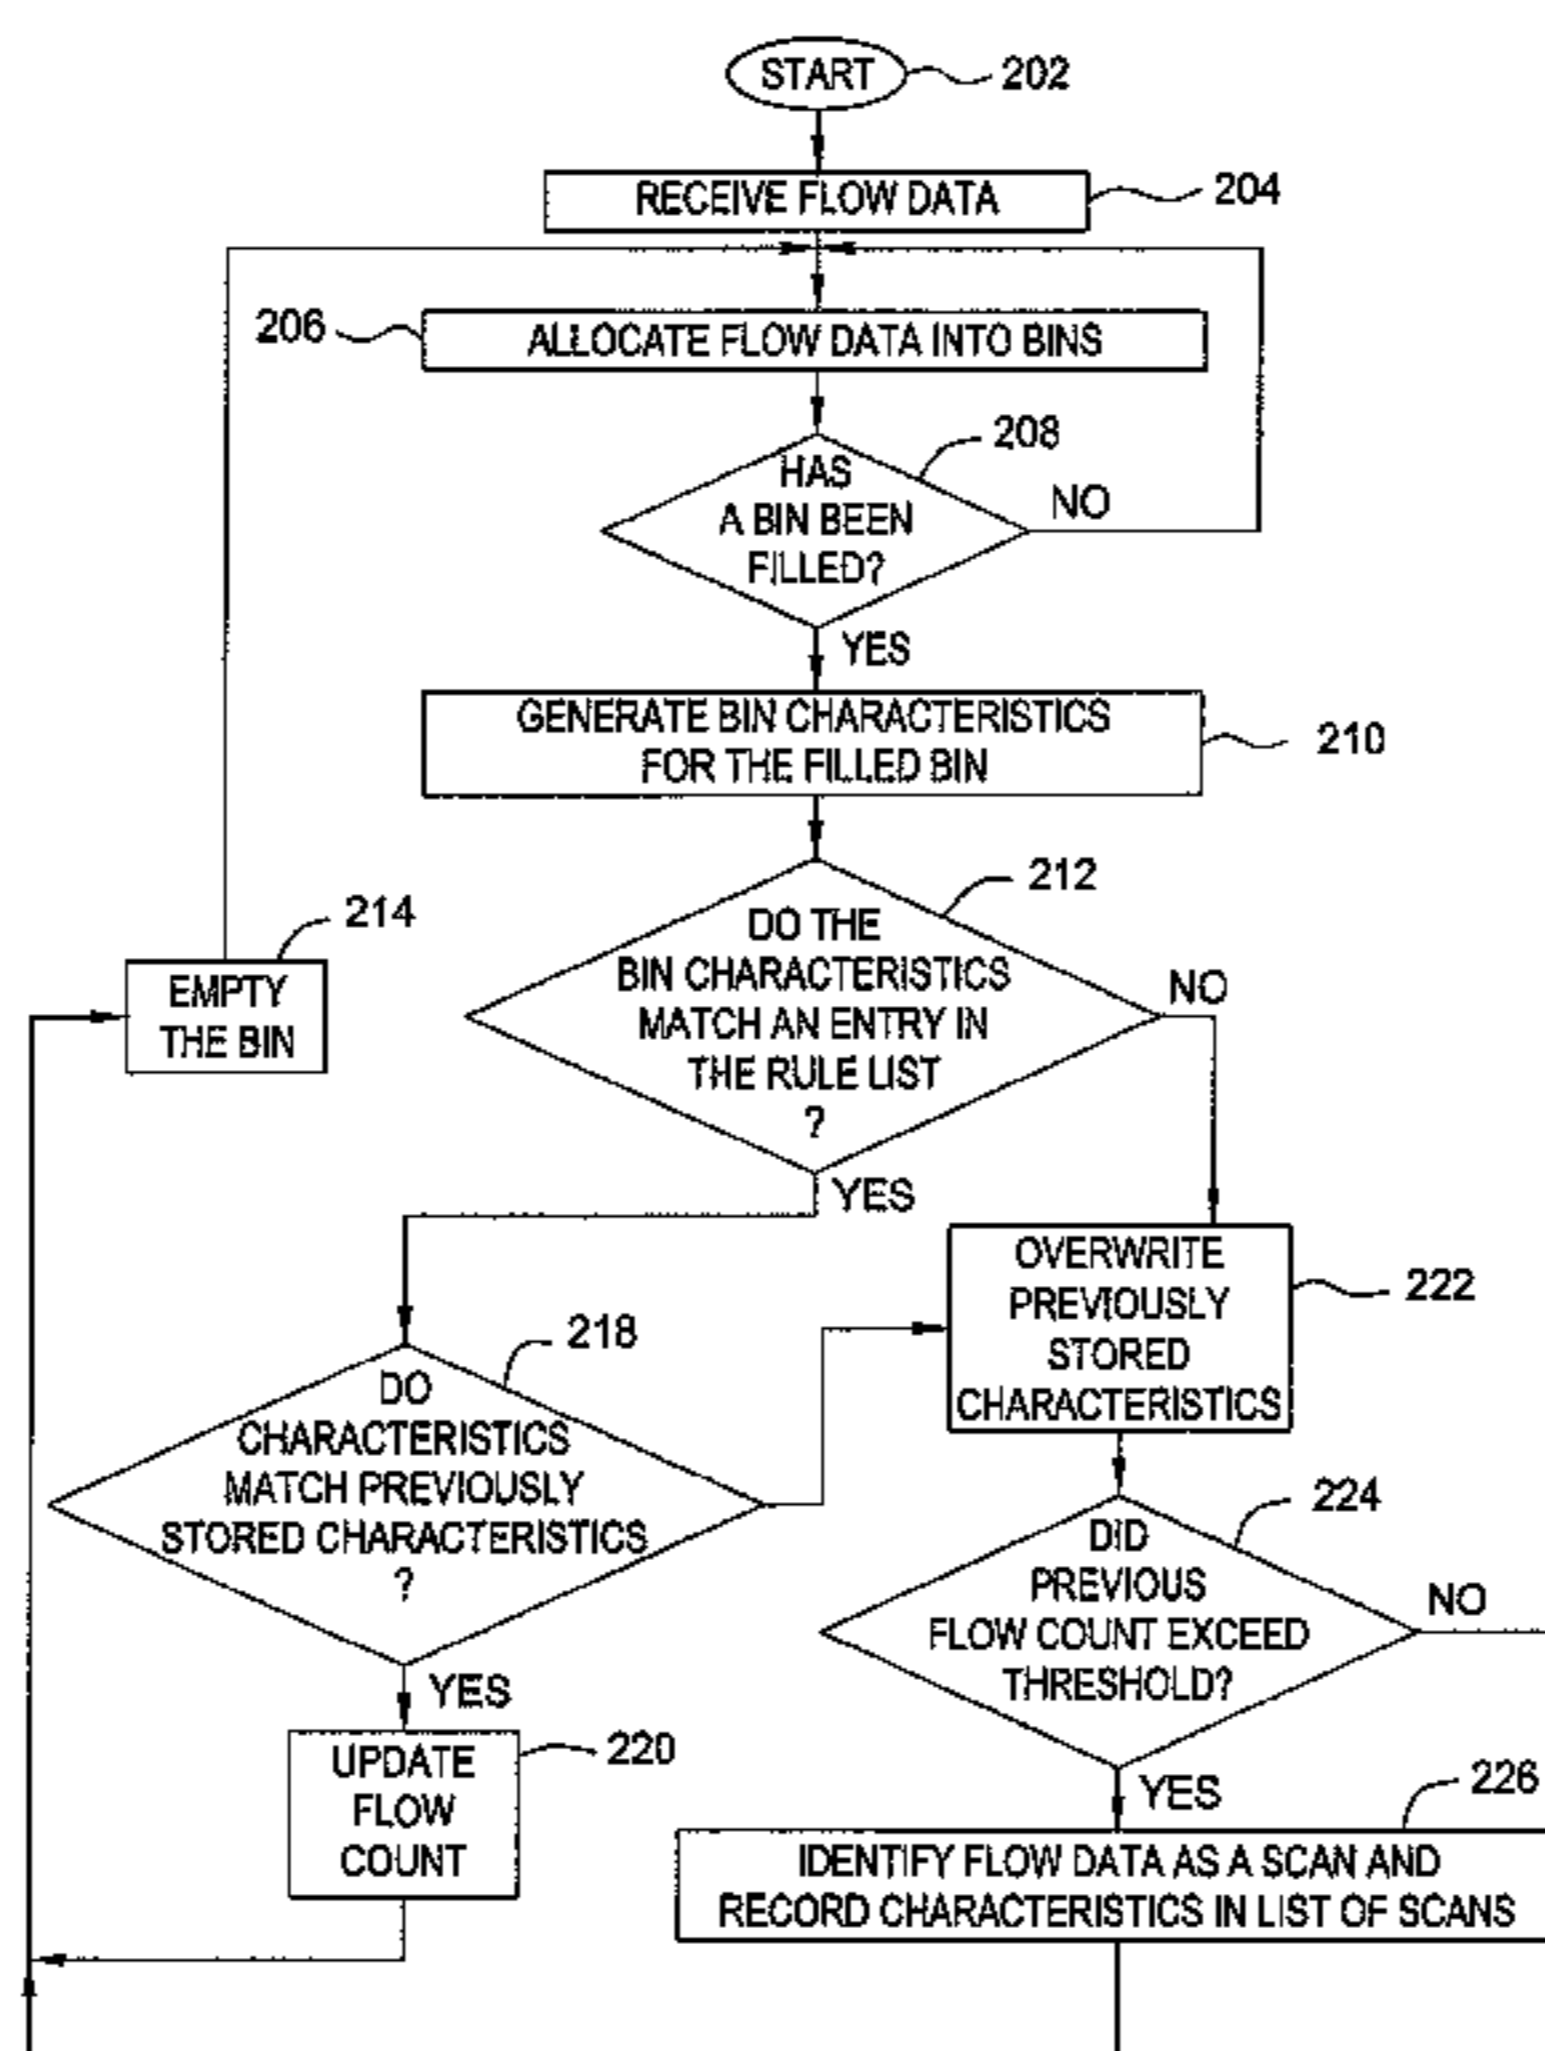 START
202
RECEIVE FLOW DATA
204
206
ALLOCATE FLOW DATA INTO BINS
208
HAS
A BIN BEEN
FILLED?
NO
YES
GENERATE BIN CHARACTERISTICS
FOR THE FILLED BIN
210
212
214
DO THE
BIN CHARACTERISTICS
MATCH AN ENTRY IN
THE RULE LIST
?
NO
EMPTY
THE BIN
YES
OVERWRITE
PREVIOUSLY
STORED
CHARACTERISTICS
222
218
DO
CHARACTERISTICS
MATCH PREVIOUSLY
STORED CHARACTERISTICS
?
224
DID
PREVIOUS
FLOW COUNT EXCEED
THRESHOLD?
NO
YES
UPDATE
FLOW
COUNT
220
YES
226
IDENTIFY FLOW DATA AS A SCAN AND
RECORD CHARACTERISTICS IN LIST OF SCANS